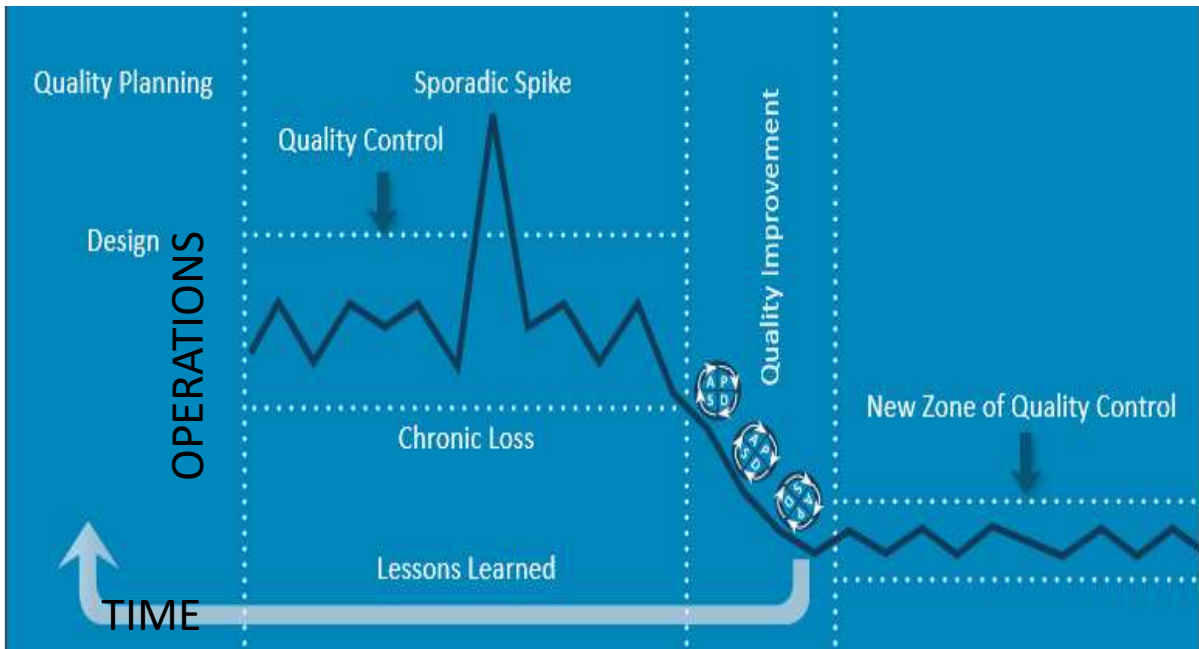 Quality Planning
Sporadic Spike
Quality Control
Design
OPERATIONS
Quality Improvement
A P
S D
A P
S D
S A
D P
New Zone of Quality Control
Chronic Loss
Lessons Learned
TIME